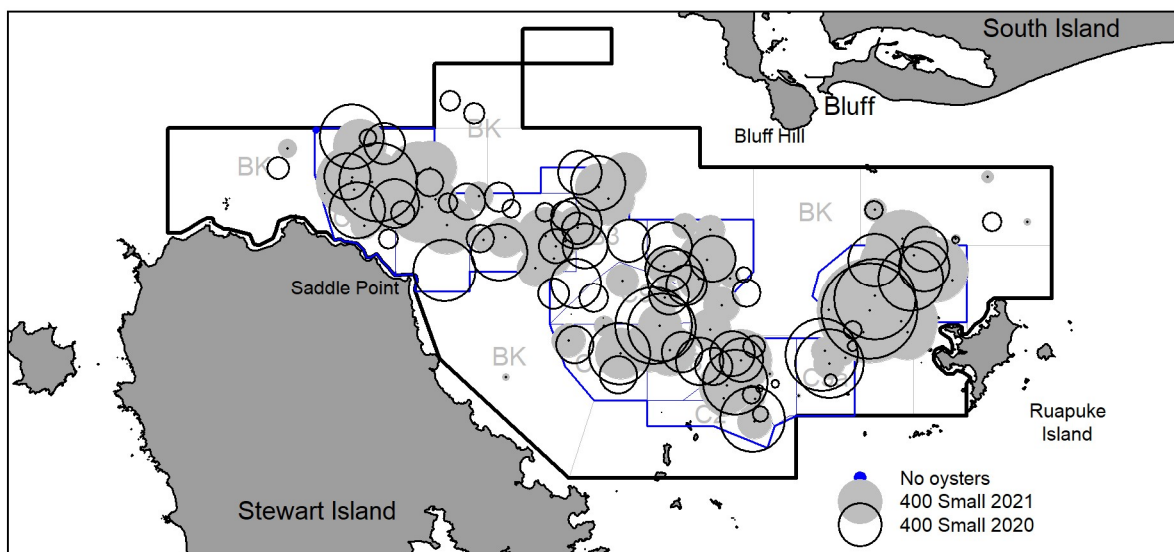 South Island
Bluff
Bluff Hill
BK
BK
BK
Saddle Point
BK
C2
Ruapuke
Island
Stewart Island
No oysters
400 Small 2021
400 Small 2020